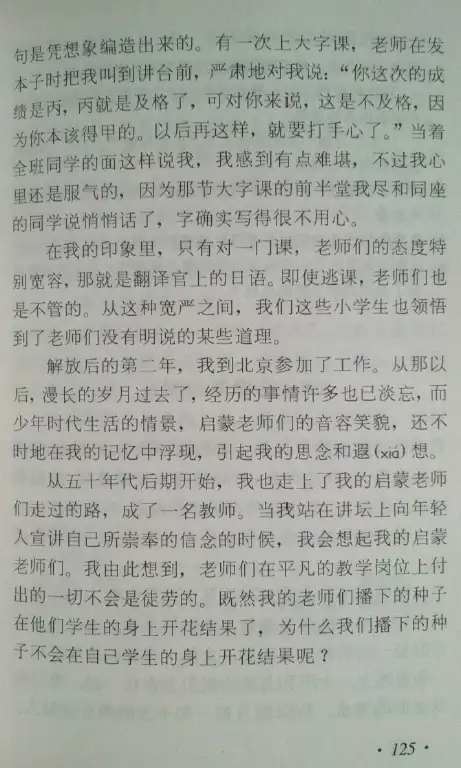 句是凭想象编造出来的。有一次上大字课，老师在发
本子时把我叫到讲台前，严肃地对我说：“你这次的成
绩是丙，丙就是及格了，可对你来说，这是不及格，因
为你本该得甲的。以后再这样，就要打手心了。”当着
全班同学的面这样说我，我感到有点难堪，不过我心
里还是服气的，因为那节大字课的前半堂我尽和同座
的同学说悄悄话了，字确实写得很不用心。
在我的印象里，只有对一门课，老师们的态度特
别宽容，那就是翻译官上的日语。即使逃课，老师们也
是不管的。从这种宽严之间，我们这些小学生也领悟
到了老师们没有明说的某些道理。
解放后的第二年，我到北京参加了工作。从那以
后，漫长的岁月过去了，经历的事情许多也已淡忘，而
少年时代生活的情景，启蒙老师们的音容笑貌，还不
时地在我的记忆中浮现，引起我的思念和遐(xiá)想。
从五十年代后期开始，我也走上了我的启蒙老师
们走过的路，成了一名教师。当我站在讲坛上向年轻
人宣讲自己所崇奉的信念的时候，我会想起我的启蒙
老师们。我由此想到，老师们在平凡的教学岗位上付
出的一切不会是徒劳的。既然我的老师们播下的种子
在他们学生的身上开花结果了，为什么我们播下的种
子不会在自己学生的身上开花结果呢？
· 125 ·